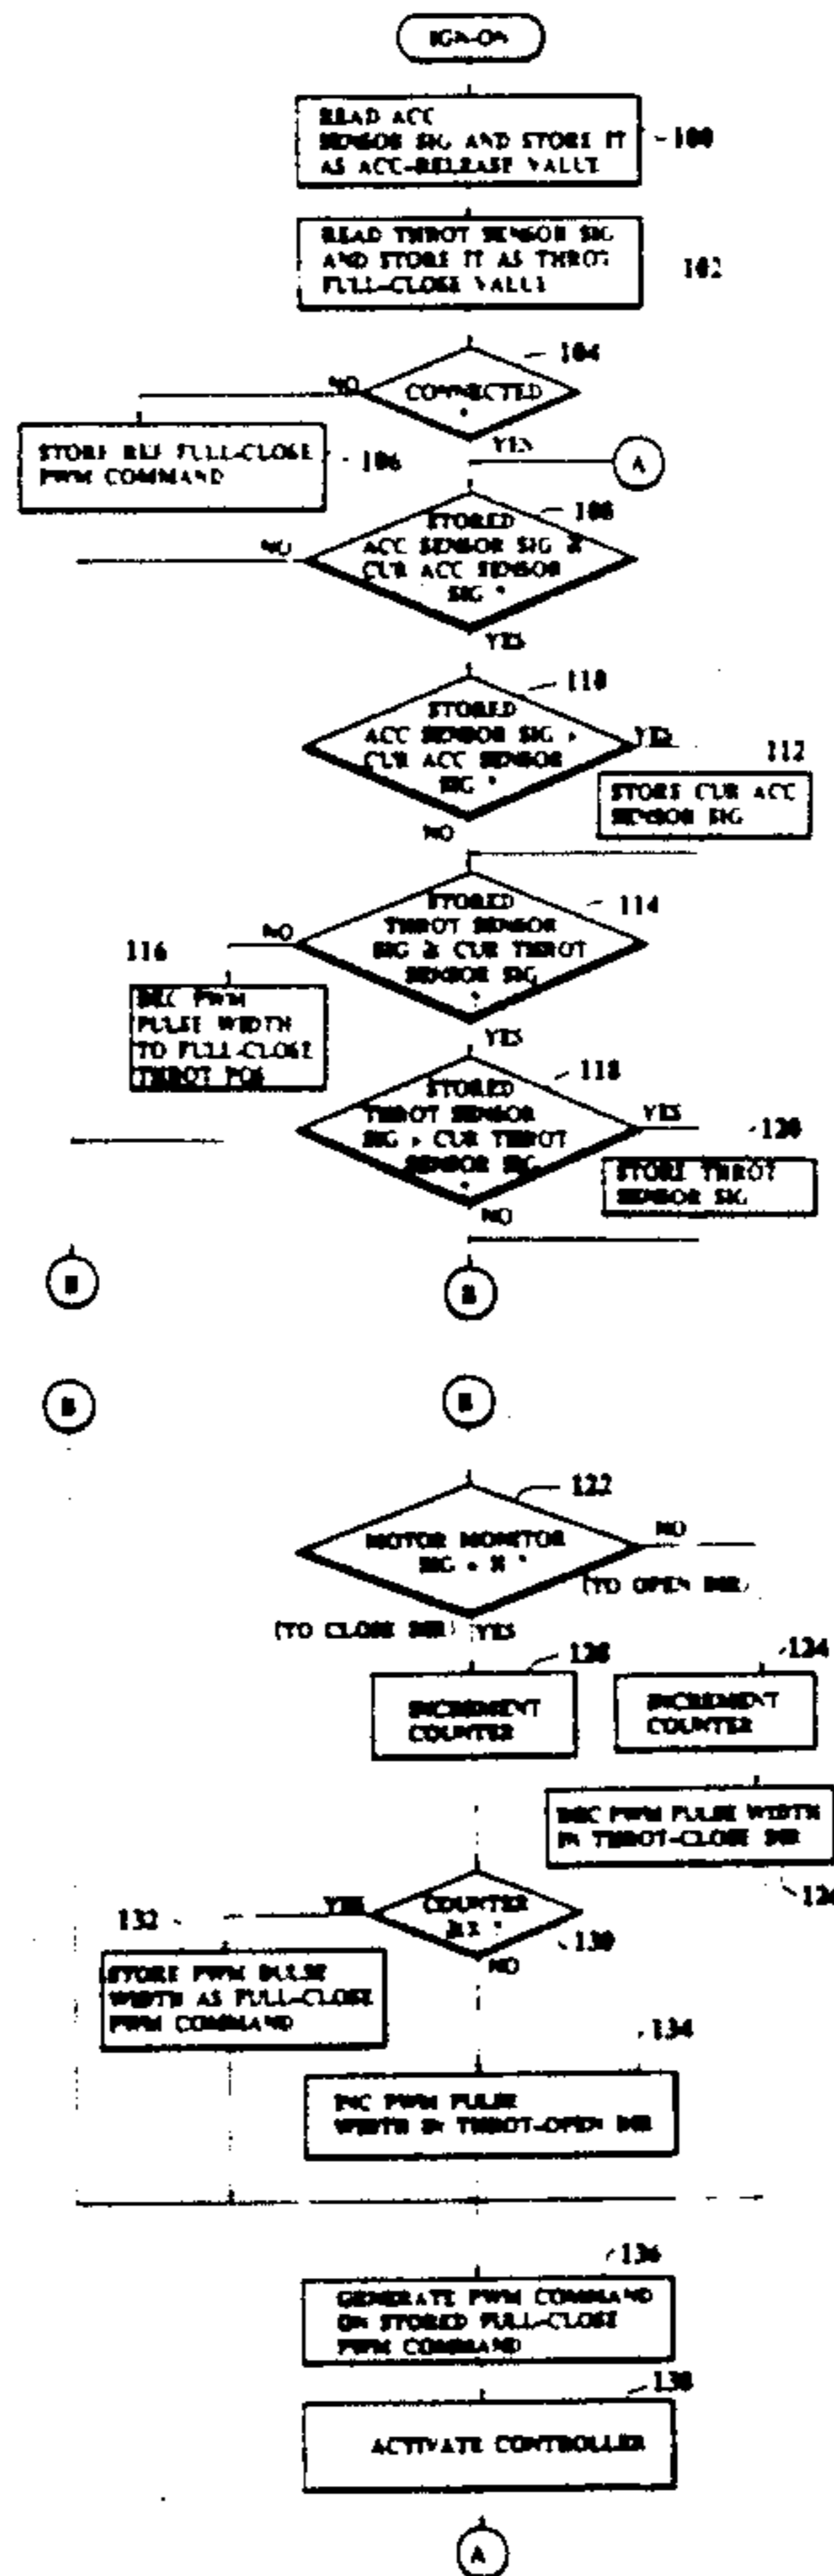 IGN-ON
READ ACC
SENSOR SIG AND STORE IT
AS ACC-RELEASE VALUE
100
READ THROT SENSOR SIG
AND STORE IT AS THROT
FULL-CLOSE VALUE
102
104
NO
CONNECTED
YES
A
STORE REF FULL-CLOSE
PWM COMMAND
106
108
NO
STORED
ACC SENSOR SIG ≥
CUR ACC SENSOR
SIG ?
YES
110
STORED
ACC SENSOR SIG >
CUR ACC SENSOR
SIG ?
YES
NO
112
STORE CUR ACC
SENSOR SIG
114
STORED
THROT SENSOR
SIG ≥ CUR THROT
SENSOR SIG
?
NO
YES
116
PWM
PULSE WIDTH
TO FULL-CLOSE
THROT POS
118
STORED
THROT SENSOR
SIG > CUR THROT
SENSOR SIG
?
YES
NO
120
STORE THROT
SENSOR SIG
B
B
B
122
MOTOR MONITOR
SIG
NO
(TO OPEN DIR)
(TO CLOSE DIR)
YES
128
INCREMENT
COUNTER
124
INCREMENT
COUNTER
PWM PULSE WIDTH
IN THROT-CLOSE DIR
126
YES
COUNTER
≥X ?
130
NO
132
STORE PWM PULSE
WIDTH AS FULL-CLOSE
PWM COMMAND
134
INC PWM PULSE
WIDTH IN THROT-OPEN DIR
136
GENERATE PWM COMMAND
ON STORED FULL-CLOSE
PWM COMMAND
138
ACTIVATE CONTROLLER
A